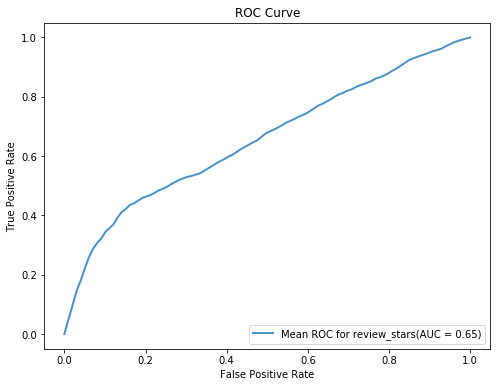 ROC Curve
True Positive Rate
1.0
0.8
0.6
0.4
0.2
0.0
Mean ROC for review_stars(AUC = 0.65)
0.0 0.2 0.4 0.6 0.8 1.0
False Positive Rate